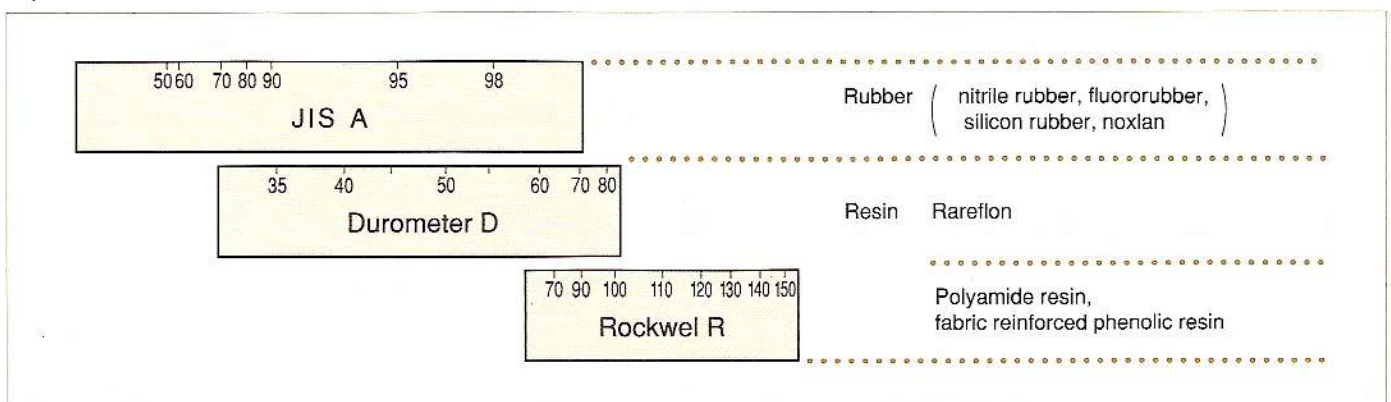 50 60 70 80 90 95 98
JIS A
Rubber ( nitrile rubber, fluororubber,
silicon rubber, noxlan )
35 40 50 60 70 80
Durometer D
Resin Rareflon
70 90 100 110 120 130 140 150
Rockwel R
Polyamide resin,
fabric reinforced phenolic resin